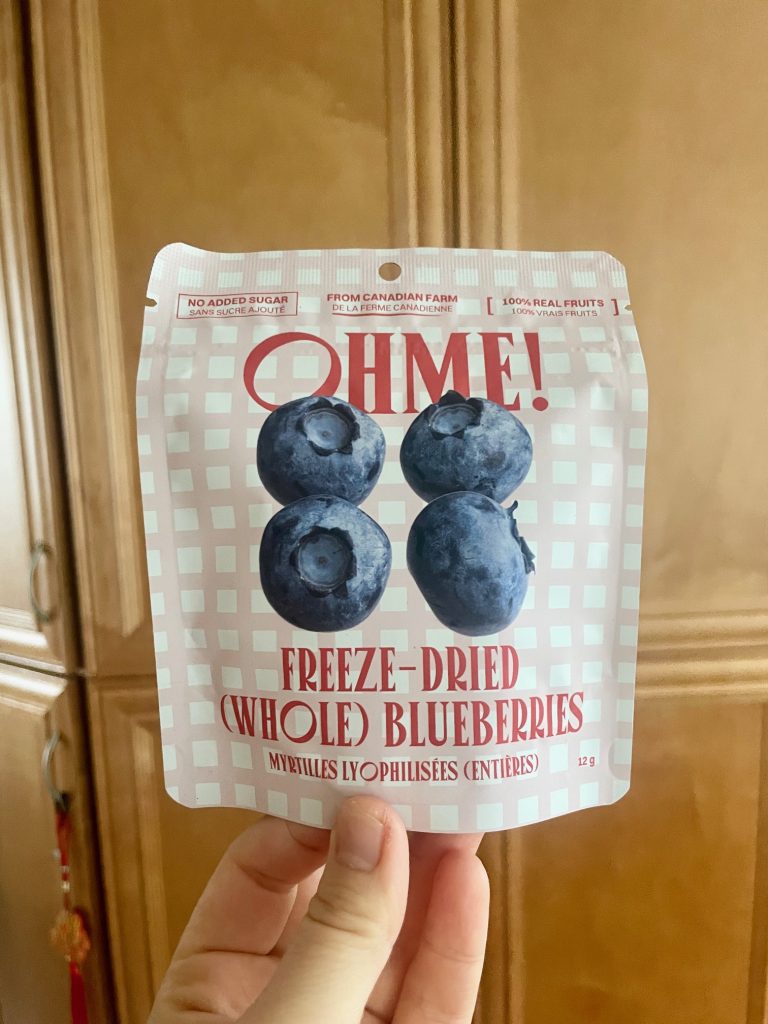 NO ADDED SUGAR
SANS SUCRE AJOUTÉ
FROM CANADIAN FARM
DE LA FERME CANADIENNE
[ 100% REAL FRUITS ]
100% VRAIS FRUITS
OHME!
FREEZE-DRIED
(WHOLE) BLUEBERRIES
MYRTILLES LYOPHILISÉES (ENTIÈRES)
12 g